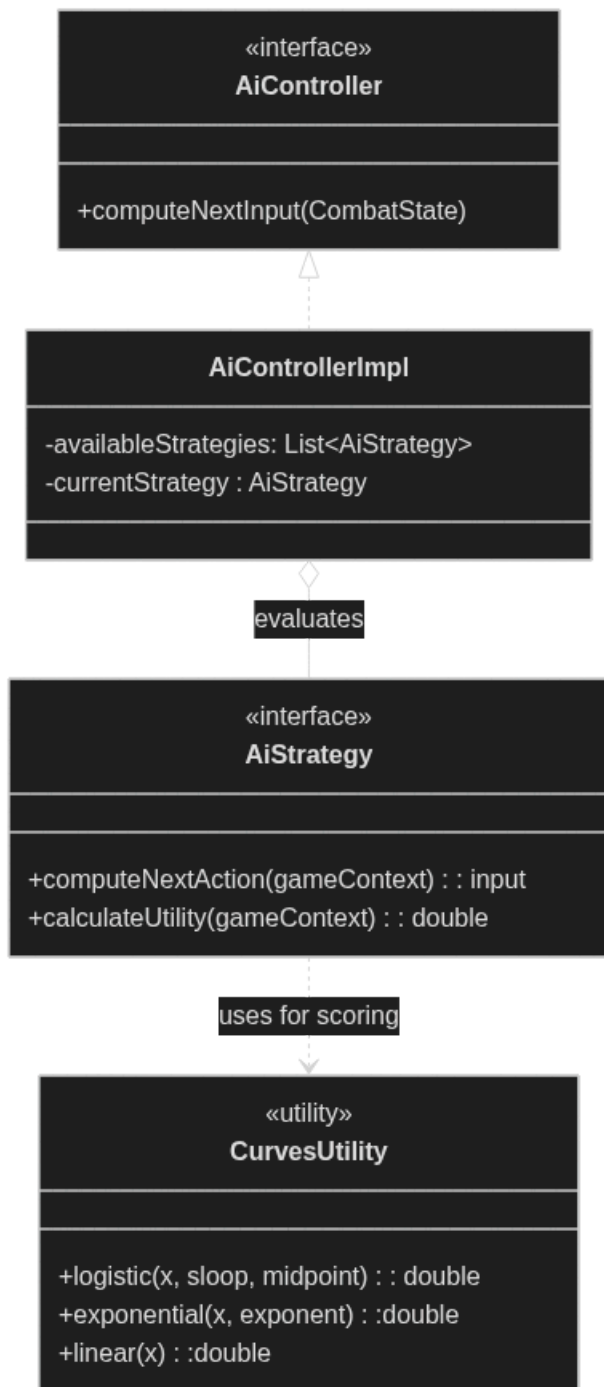 «interface»
AiController
+computeNextInput(CombatState)
AiControllerImpl
-availableStrategies: List<AiStrategy>
-currentStrategy : AiStrategy
evaluates
«interface»
AiStrategy
+computeNextAction(gameContext) : : input
+calculateUtility(gameContext) : : double
uses for scoring
«utility»
CurvesUtility
+logistic(x, sloop, midpoint) : : double
+exponential(x, exponent) : :double
+linear(x) : :double